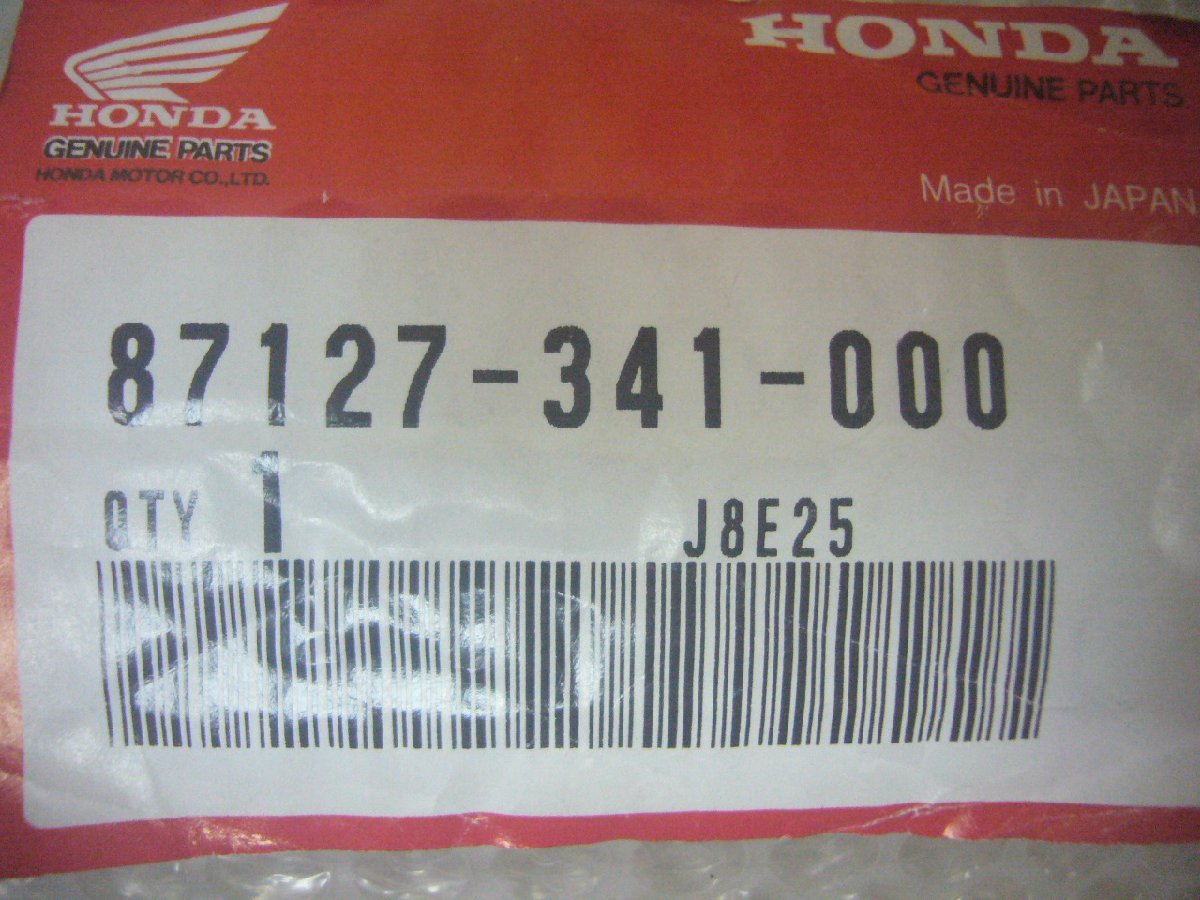 HONDA
GENUINE PARTS
HONDA MOTOR CO.,LTD.
HONDA
GENUINE PARTS
Made in JAPAN
87127-341-000
QTY 1 J8E25